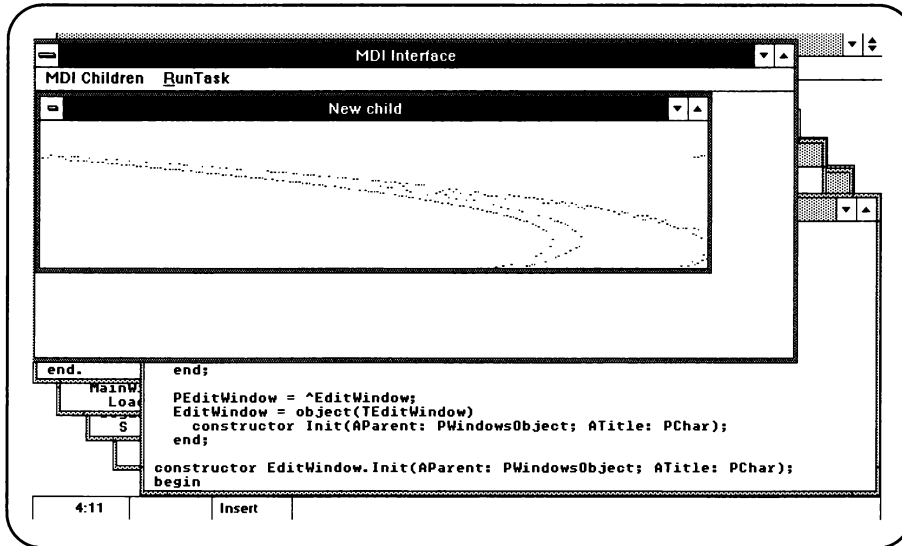 MDI Interface
MDI Children RunTask
New child
end.
end;
MainW
Load
S
PEditWindow = ^EditWindow;
EditWindow = object(TEditWindow)
constructor Init(AParent: PWindowsObject; ATitle: PChar);
end;
constructor EditWindow.Init(AParent: PWindowsObject; ATitle: PChar);
begin
4:11 Insert